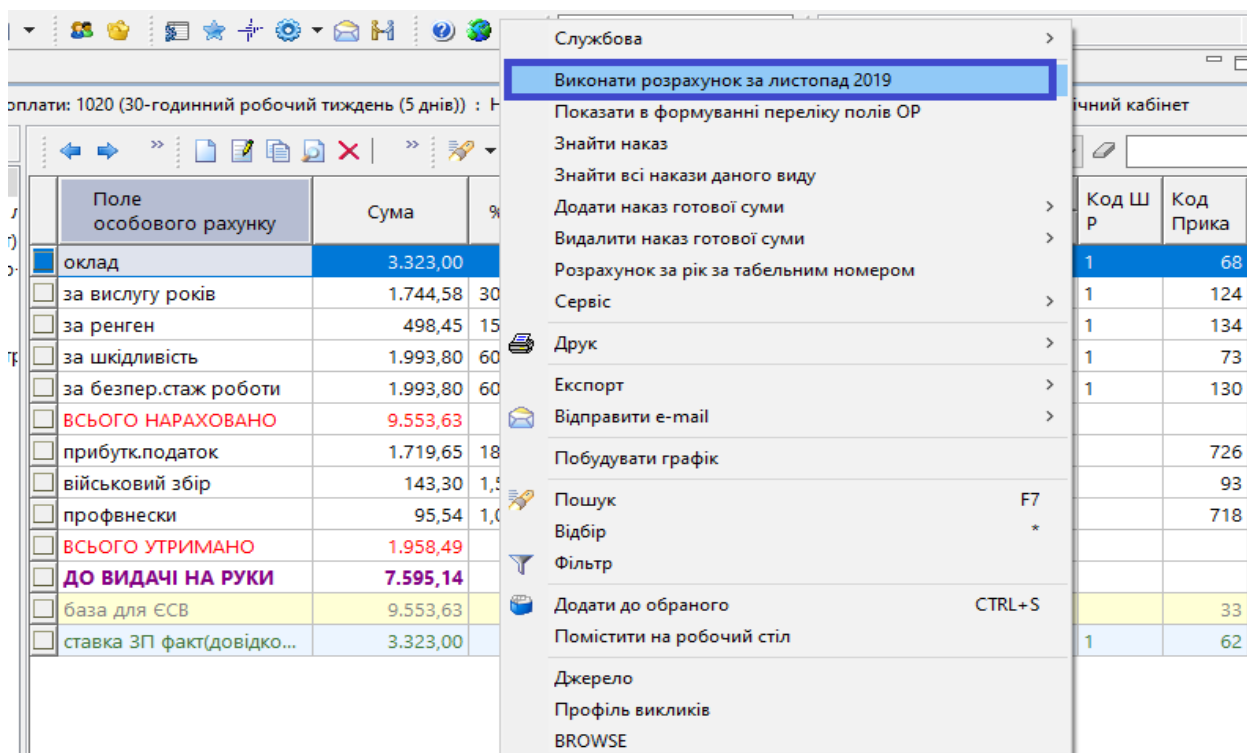 Службова
Виконати розрахунок за листопад 2019
оплати: 1020 (30-годинний робочий тиждень (5 днів)) : Н
ічний кабінет
Показати в формуванні переліку полів ОР
Знайти наказ
Знайти всі накази даного виду
Додати наказ готової суми
Видалити наказ готової суми
Розрахунок за рік за табельним номером
Сервіс
Друк
Експорт
Відправити e-mail
Побудувати графік
Пошук F7
Відбір *
Фільтр
Додати до обраного CTRL+S
Помістити на робочий стіл
Джерело
Профіль викликів
BROWSE
Поле особового рахунку Сума % Код ШР Код Прика
оклад 3.323,00 1 68
за вислугу років 1.744,58 30 1 124
за ренген 498,45 15 1 134
за шкідливість 1.993,80 60 1 73
за безпер.стаж роботи 1.993,80 60 1 130
ВСЬОГО НАРАХОВАНО 9.553,63
прибутк.податок 1.719,65 18 726
військовий збір 143,30 1,5 93
профвнески 95,54 1,0 718
ВСЬОГО УТРИМАНО 1.958,49
ДО ВИДАЧІ НА РУКИ 7.595,14
база для ЄСВ 9.553,63 33
ставка ЗП факт(довідко... 3.323,00 1 62